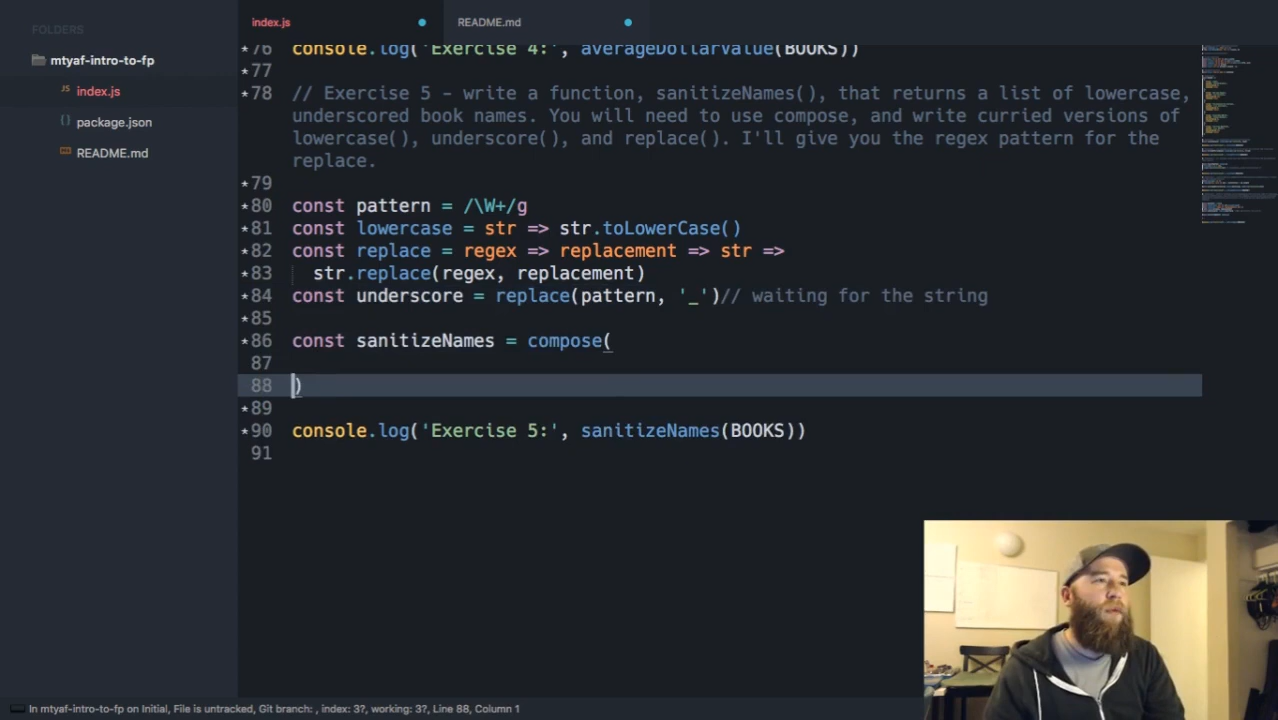 index.js
README.md
FOLDERS
mtyaf-intro-to-fp
JS index.js
{} package.json
README.md
*76 console.log('Exercise 4:', averageDollarValue(BOOKS))
*77
*78 // Exercise 5 - write a function, sanitizeNames(), that returns a list of lowercase,
underscored book names. You will need to use compose, and write curried versions of
lowercase(), underscore(), and replace(). I'll give you the regex pattern for the
replace.
*79
*80 const pattern = /\W+/g
*81 const lowercase = str => str.toLowerCase()
*82 const replace = regex => replacement => str =>
*83 str.replace(regex, replacement)
*84 const underscore = replace(pattern, '_')// waiting for the string
*85
*86 const sanitizeNames = compose(
87
88 )
*89
*90 console.log('Exercise 5:', sanitizeNames(BOOKS))
91
In mtyaf-intro-to-fp on Initial, File is untracked, Git branch: , index: 3?, working: 3?, Line 88, Column 1